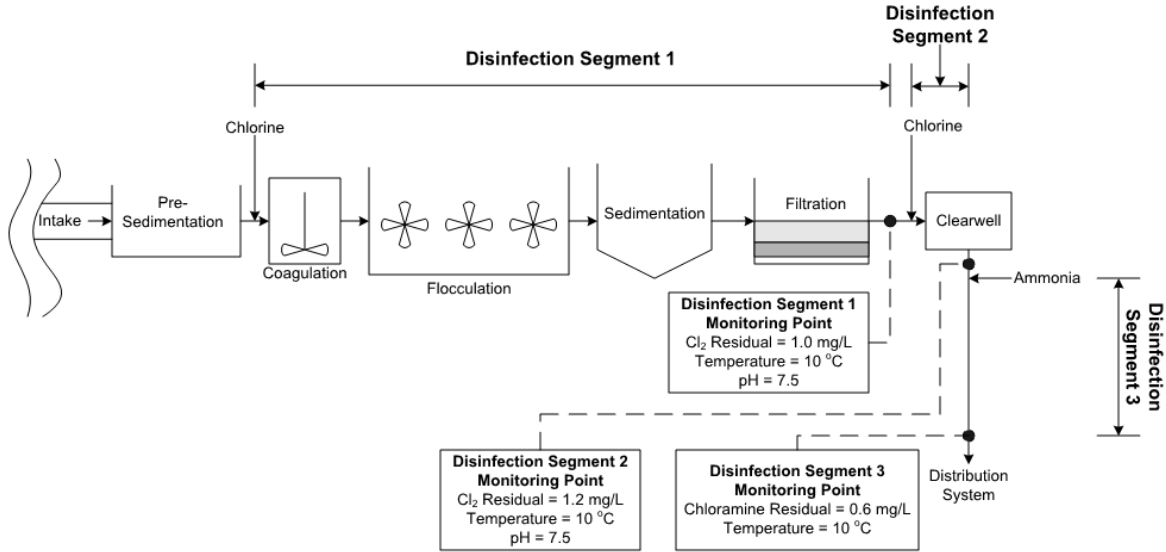 Disinfection
Segment 2
Disinfection Segment 1
Chlorine
Chlorine
Intake
Pre-
Sedimentation
Coagulation
Flocculation
Sedimentation
Filtration
Clearwell
Ammonia
Disinfection
Segment 3
Disinfection Segment 1
Monitoring Point
Cl₂ Residual = 1.0 mg/L
Temperature = 10 °C
pH = 7.5
Disinfection Segment 2
Monitoring Point
Cl₂ Residual = 1.2 mg/L
Temperature = 10 °C
pH = 7.5
Disinfection Segment 3
Monitoring Point
Chloramine Residual = 0.6 mg/L
Temperature = 10 °C
Distribution
System